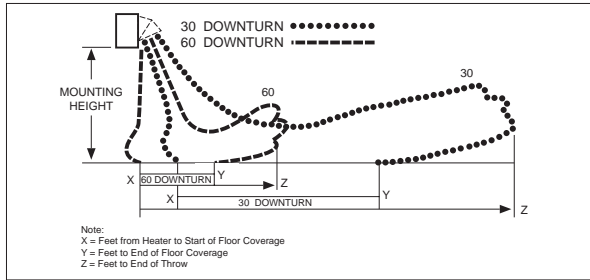 30 DOWNTURN
60 DOWNTURN
MOUNTING
HEIGHT
60
30
X
60 DOWNTURN
Y
Z
X
30 DOWNTURN
Y
Z
Note:
X = Feet from Heater to Start of Floor Coverage
Y = Feet to End of Floor Coverage
Z = Feet to End of Throw